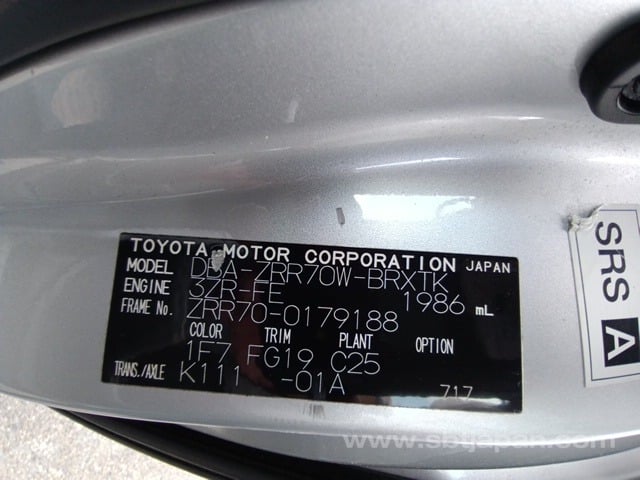 TOYOTA MOTOR CORPORATION JAPAN
MODEL DBA-ZRR70W-BRXTK
ENGINE 3ZR-FE 1986 mL
FRAME No. ZRR70-0179188
COLOR TRIM PLANT OPTION
1F7 FG19 C25
TRANS./AXLE K111 -01A
717
SRS A
www.sbtjapan.com